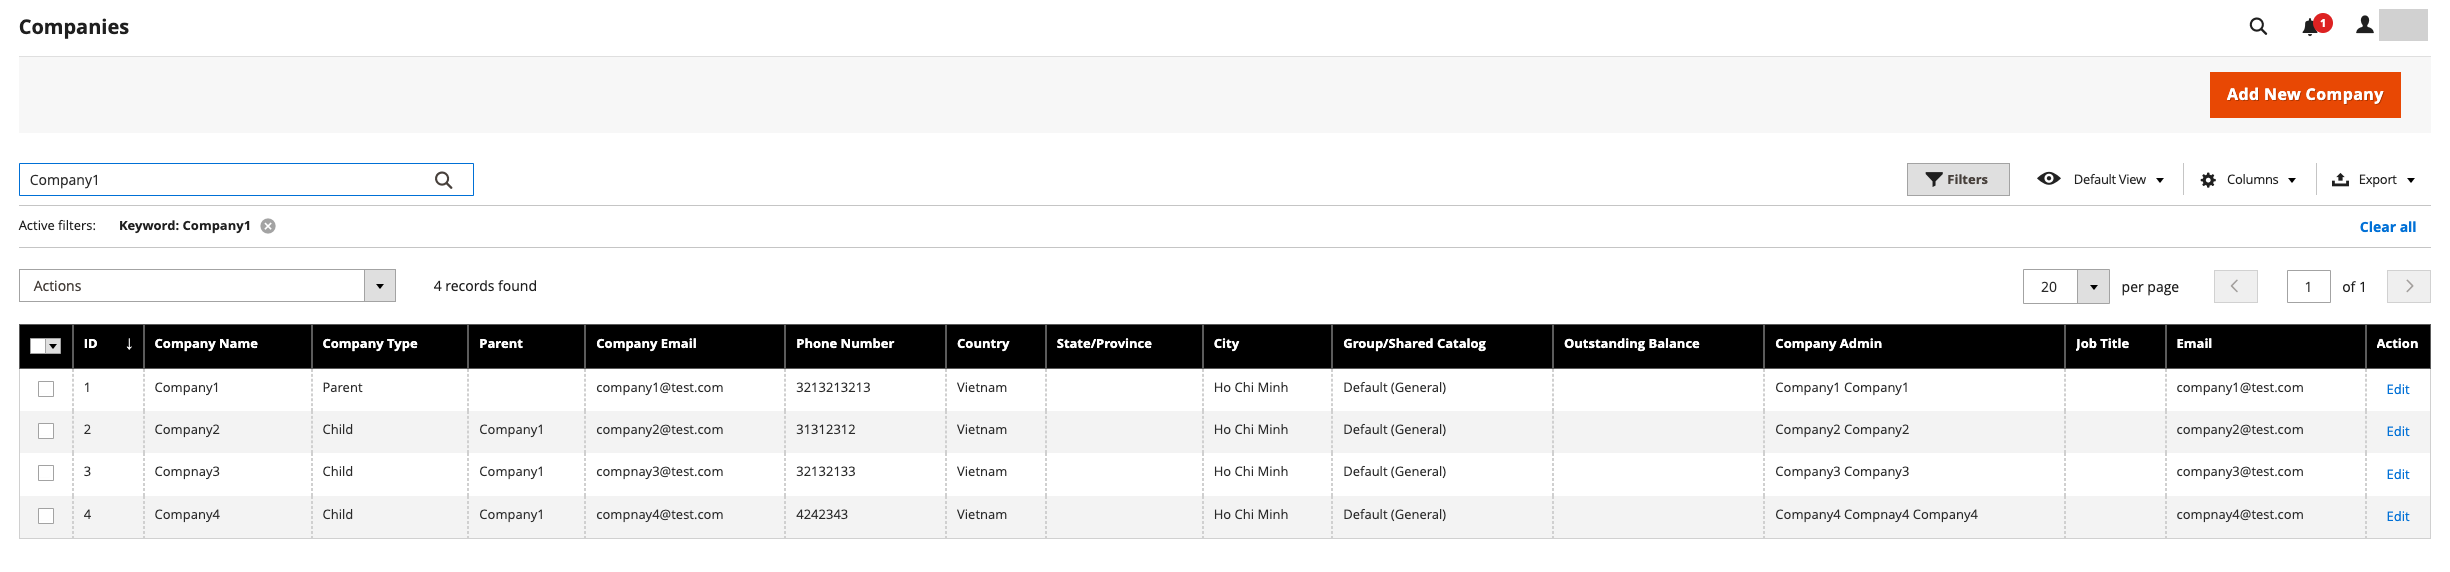 Companies
1
Add New Company
Company1
Filters Default View Columns Export
Active filters: Keyword: Company1 Clear all
Actions 4 records found 20 per page 1 of 1
ID ↓ Company Name Company Type Parent Company Email Phone Number Country State/Province City Group/Shared Catalog Outstanding Balance Company Admin Job Title Email Action
1 Company1 Parent company1@test.com 3213213213 Vietnam Ho Chi Minh Default (General) Company1 Company1 company1@test.com Edit
2 Company2 Child Company1 company2@test.com 31312312 Vietnam Ho Chi Minh Default (General) Company2 Company2 company2@test.com Edit
3 Compnay3 Child Company1 compnay3@test.com 32132133 Vietnam Ho Chi Minh Default (General) Company3 Company3 company3@test.com Edit
4 Company4 Child Company1 compnay4@test.com 4242343 Vietnam Ho Chi Minh Default (General) Company4 Compnay4 Company4 compnay4@test.com Edit